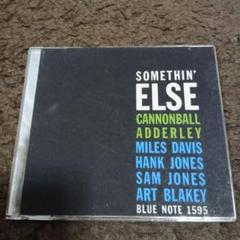 SOMETHIN'
ELSE
CANNONBALL
ADDERLEY
MILES DAVIS
HANK JONES
SAM JONES
ART BLAKEY
BLUE NOTE 1595